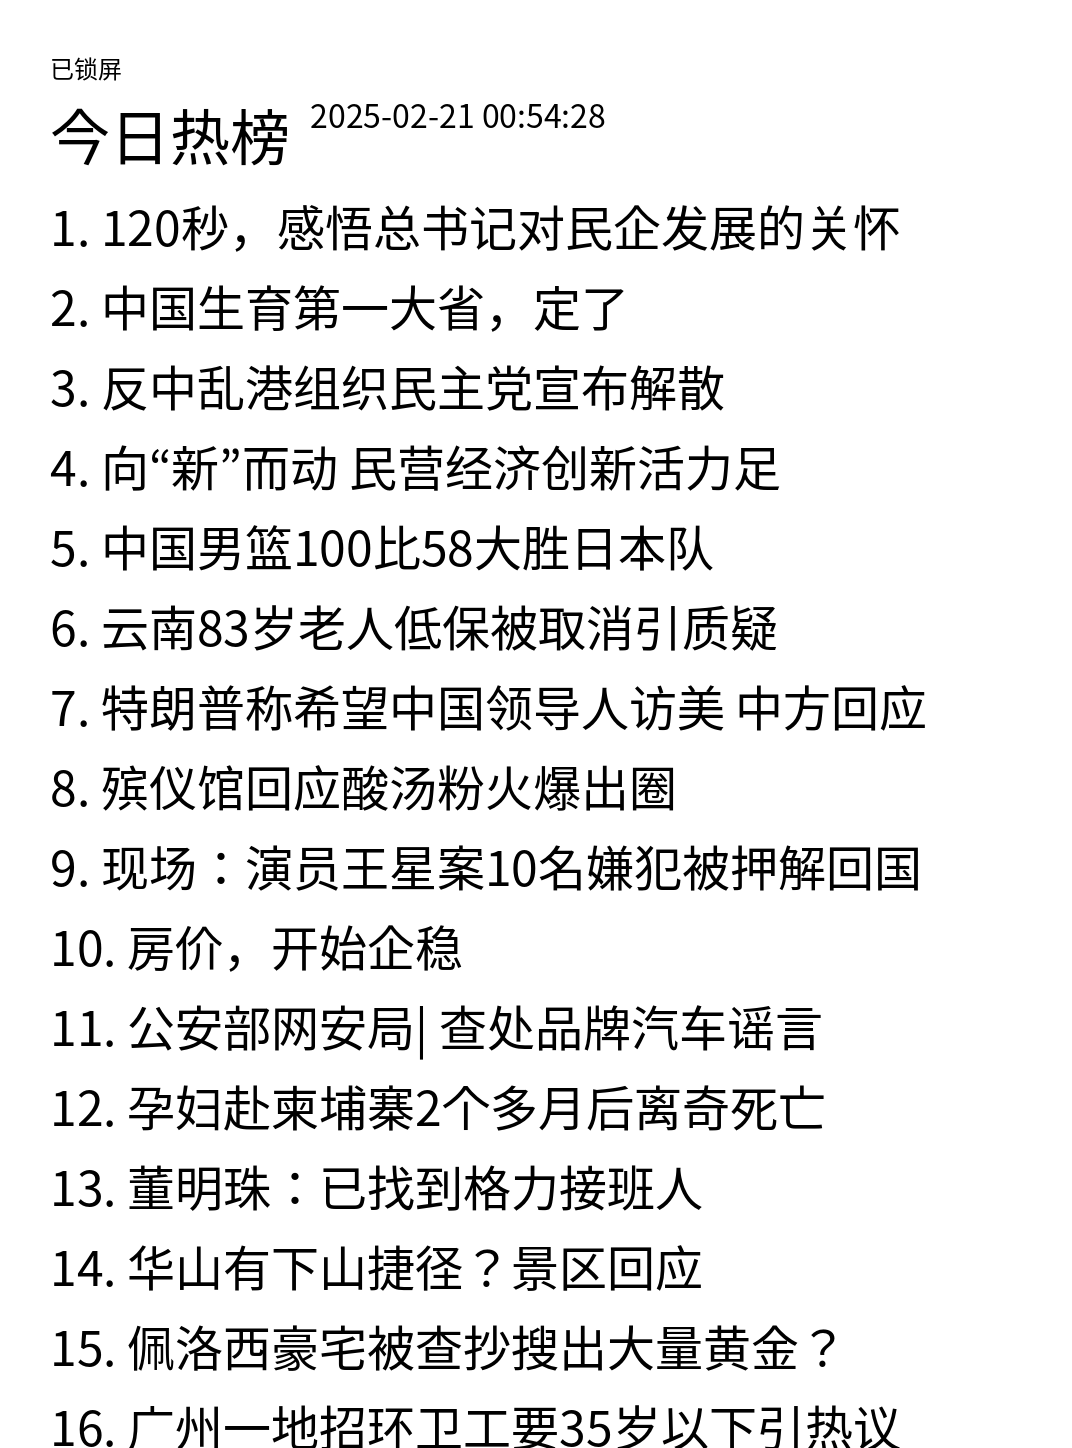 已锁屏
今日热榜 2025-02-21 00:54:28
1. 120秒，感悟总书记对民企发展的关怀
2. 中国生育第一大省，定了
3. 反中乱港组织民主党宣布解散
4. 向“新”而动 民营经济创新活力足
5. 中国男篮100比58大胜日本队
6. 云南83岁老人低保被取消引质疑
7. 特朗普称希望中国领导人访美 中方回应
8. 殡仪馆回应酸汤粉火爆出圈
9. 现场：演员王星案10名嫌犯被押解回国
10. 房价，开始企稳
11. 公安部网安局| 查处品牌汽车谣言
12. 孕妇赴柬埔寨2个多月后离奇死亡
13. 董明珠：已找到格力接班人
14. 华山有下山捷径？景区回应
15. 佩洛西豪宅被查抄搜出大量黄金？
16. 广州一地招环卫工要35岁以下引热议